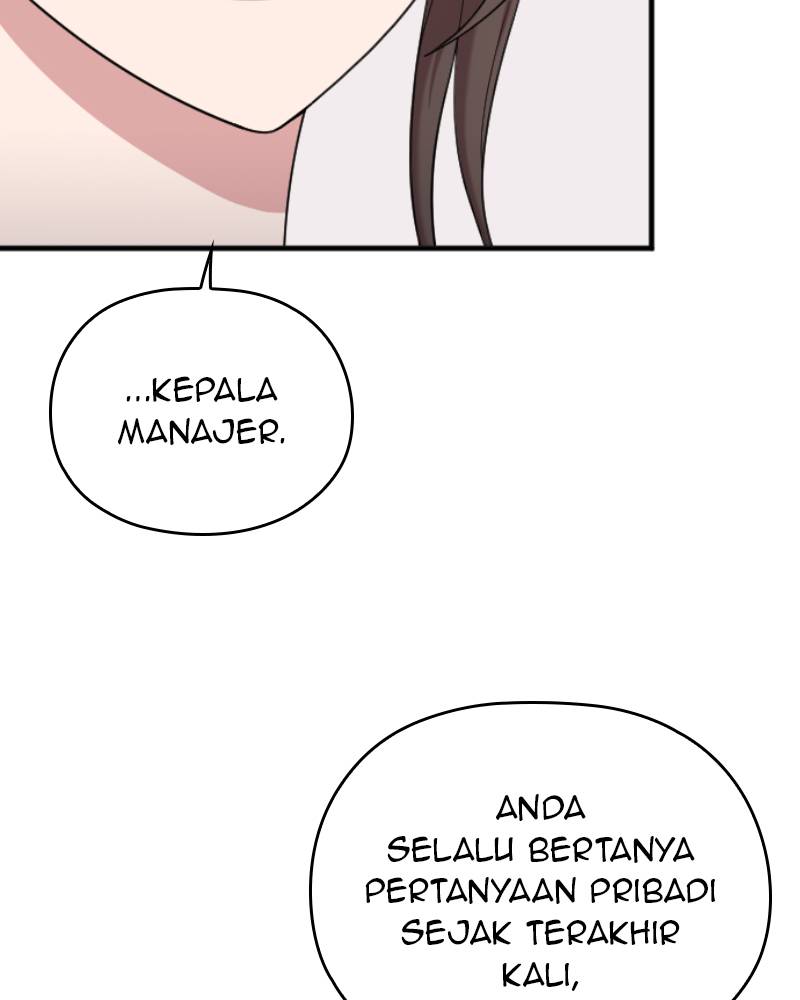 ...KEPALA
MANAJER.
ANDA
SELALU BERTANYA
PERTANYAAN PRIBADI
SEJAK TERAKHIR
KALI,